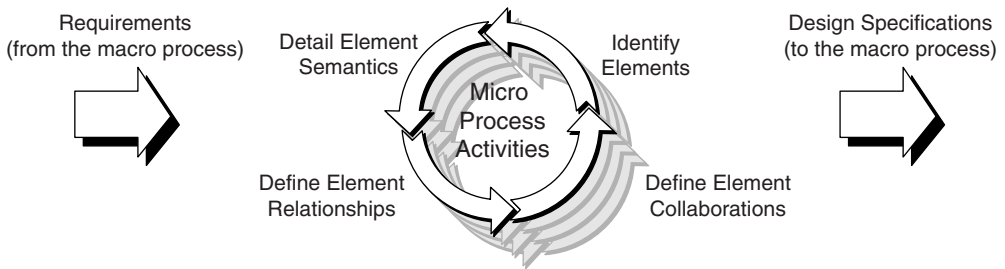 Requirements
(from the macro process)
Detail Element
Semantics
Identify
Elements
Design Specifications
(to the macro process)
Micro
Process
Activities
Define Element
Relationships
Define Element
Collaborations